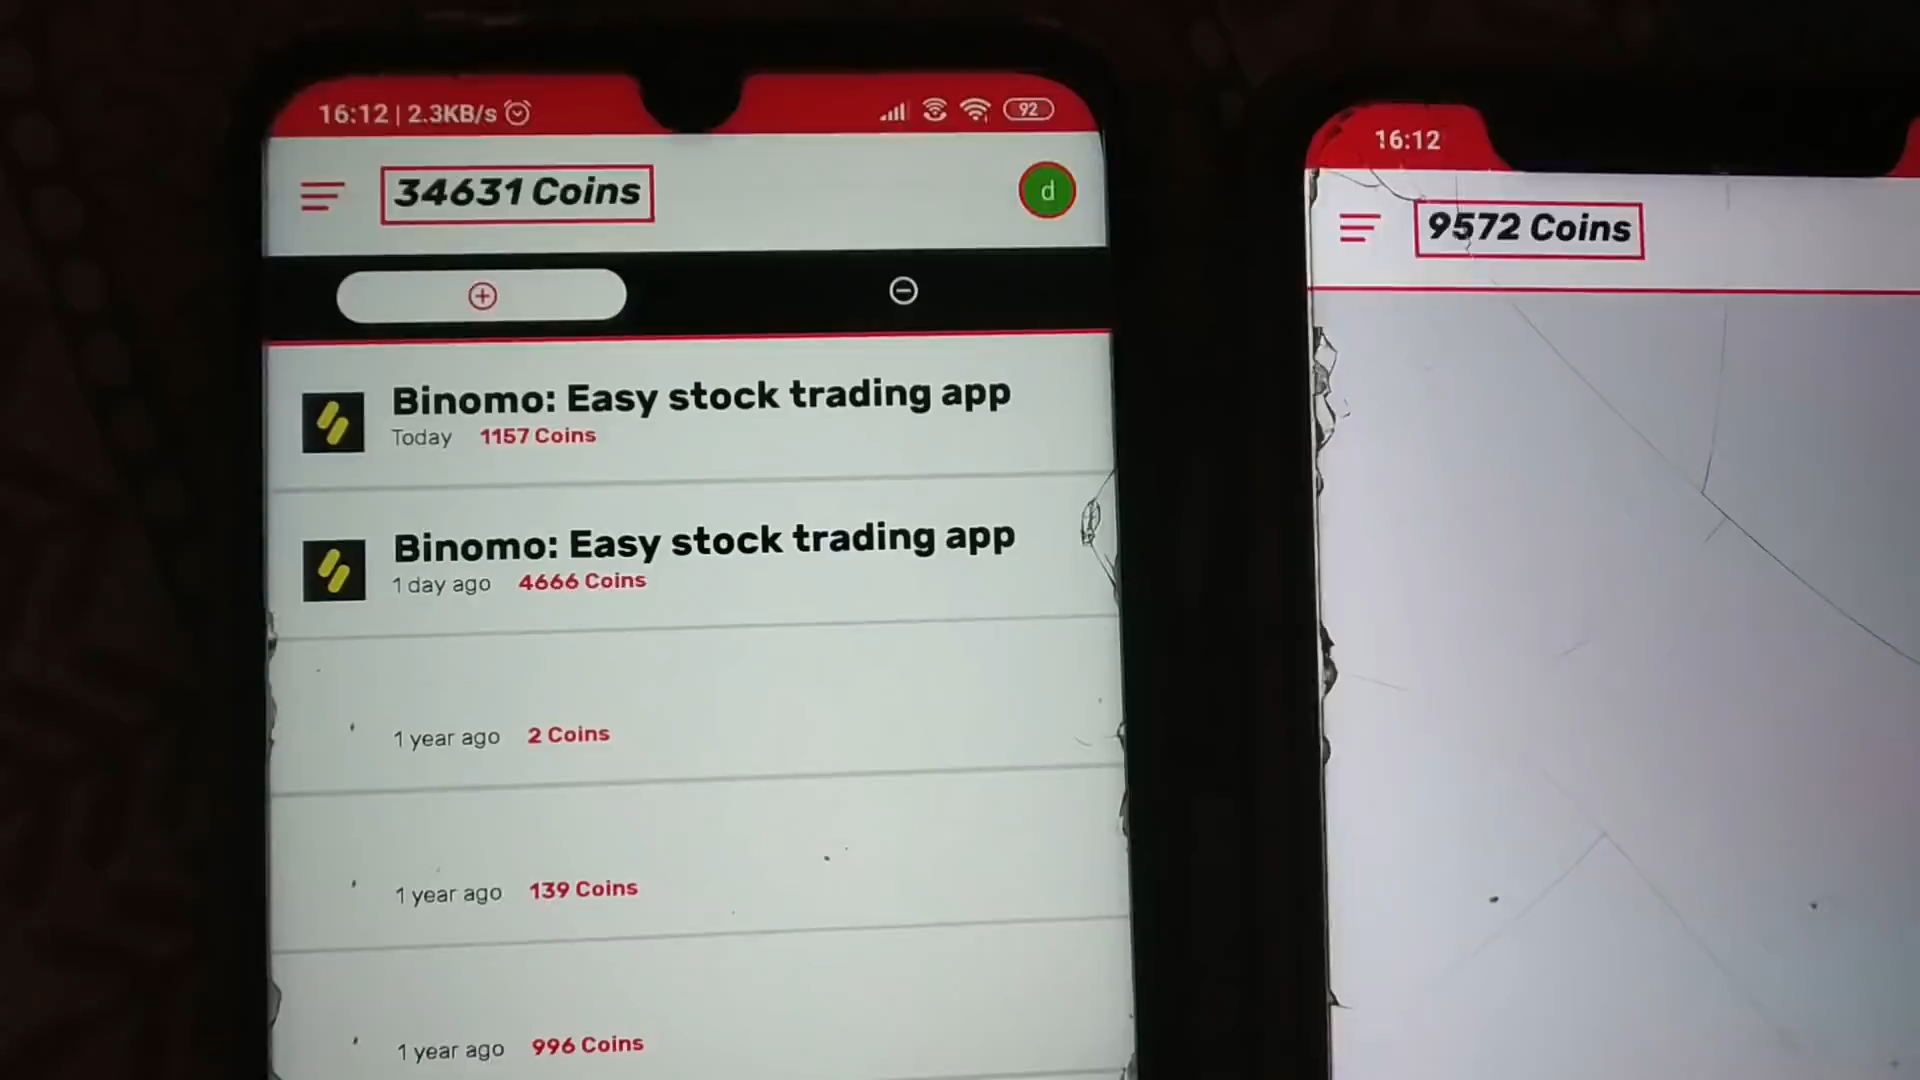 16:12 | 2.3KB/s
92
34631 Coins
d
Binomo: Easy stock trading app
Today 1157 Coins
Binomo: Easy stock trading app
1 day ago 4666 Coins
1 year ago 2 Coins
1 year ago 139 Coins
1 year ago 996 Coins
16:12
9572 Coins